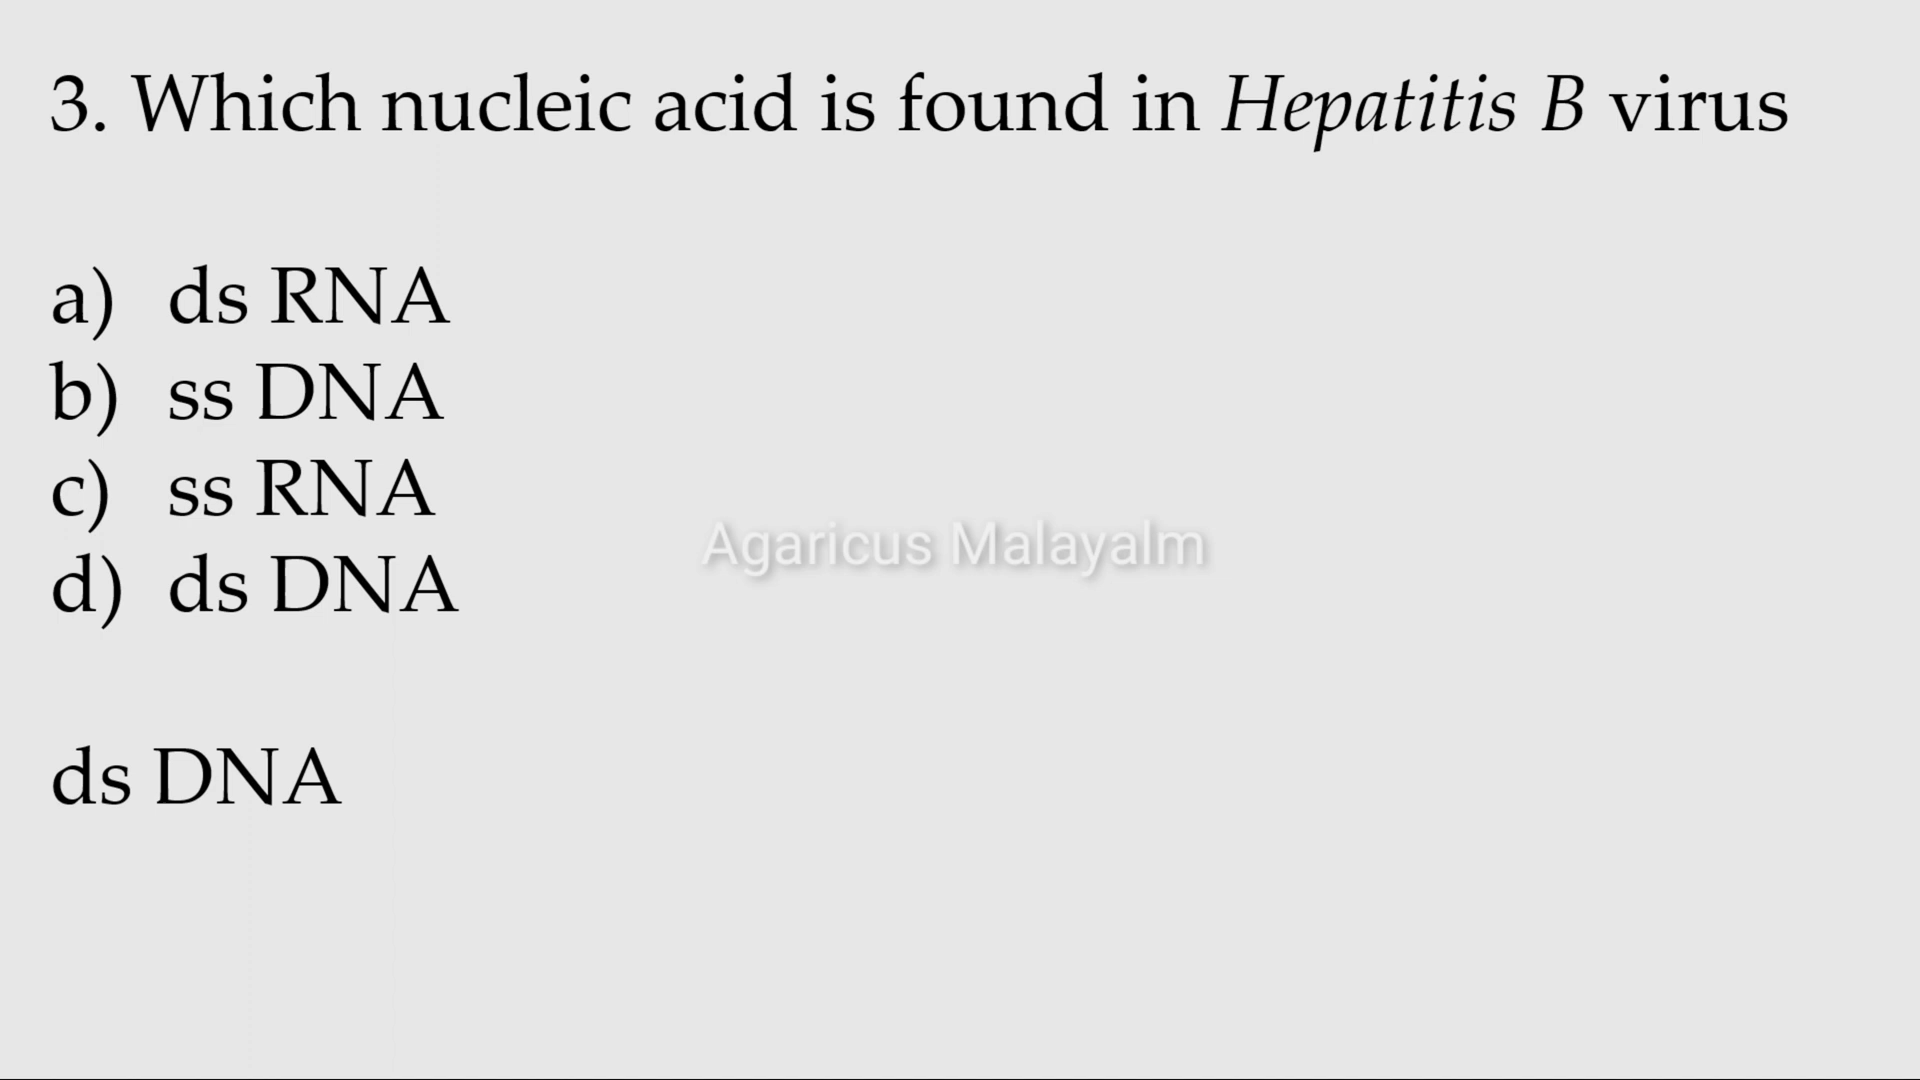 3. Which nucleic acid is found in Hepatitis B virus
a) ds RNA
b) ss DNA
c) ss RNA
d) ds DNA
Agaricus Malayalm
ds DNA